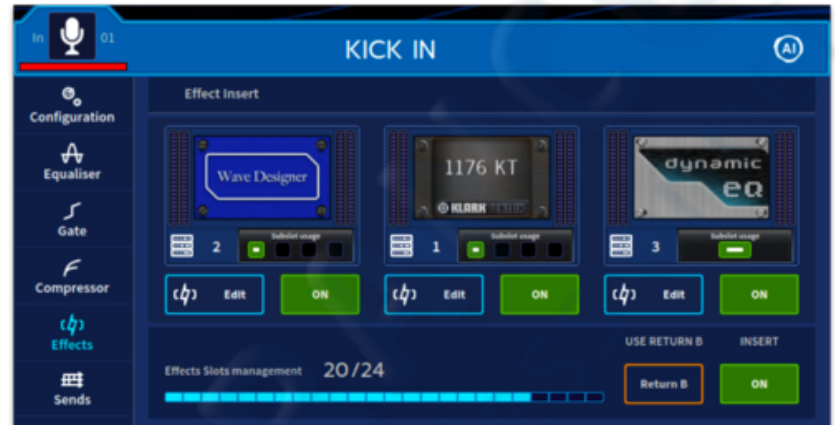 In 01
KICK IN
AI
Configuration
Equaliser
Gate
Compressor
Effects
Sends
Effect Insert
Wave Designer
2
Subslot usage
Edit
ON
1176 KT
KLARK TEKNIK
1
Subslot usage
Edit
ON
dynamic
eq
3
Subslot usage
Edit
ON
Effects Slots management 20/24
USE RETURN B
Return B
INSERT
ON